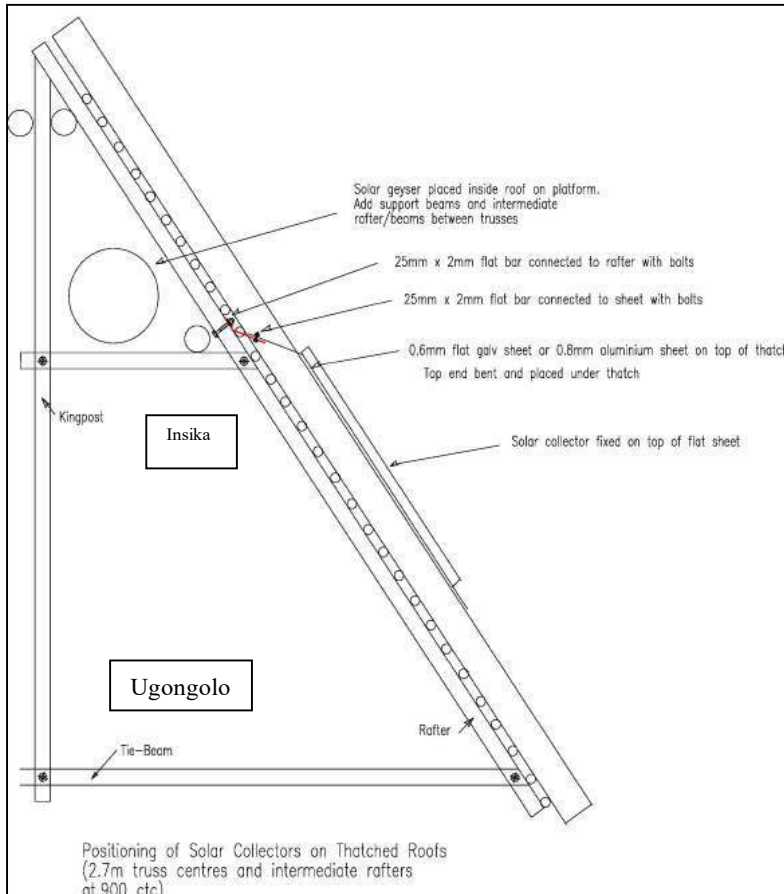 Solar geyser placed inside roof on platform.
Add support beams and intermediate
rafter/beams between trusses
25mm x 2mm flat bar connected to rafter with bolts
25mm x 2mm flat bar connected to sheet with bolts
0.6mm flat galv sheet or 0.8mm aluminium sheet on top of thatch
Top end bent and placed under thatch
Kingpost
Insika
Solar collector fixed on top of flat sheet
Ugongolo
Rafter
Tie-Beam
Positioning of Solar Collectors on Thatched Roofs
(2.7m truss centres and intermediate rafters
at 900 ctc)